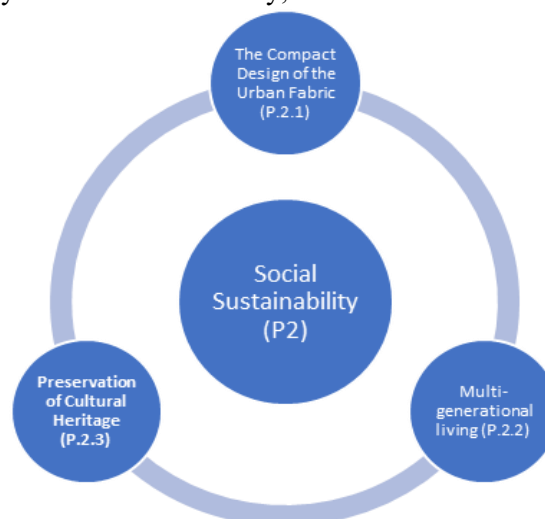 The Compact
Design of the
Urban Fabric
(P.2.1)
Social
Sustainability
(P2)
Preservation
of Cultural
Heritage
(P.2.3)
Multi-
generational
living (P.2.2)